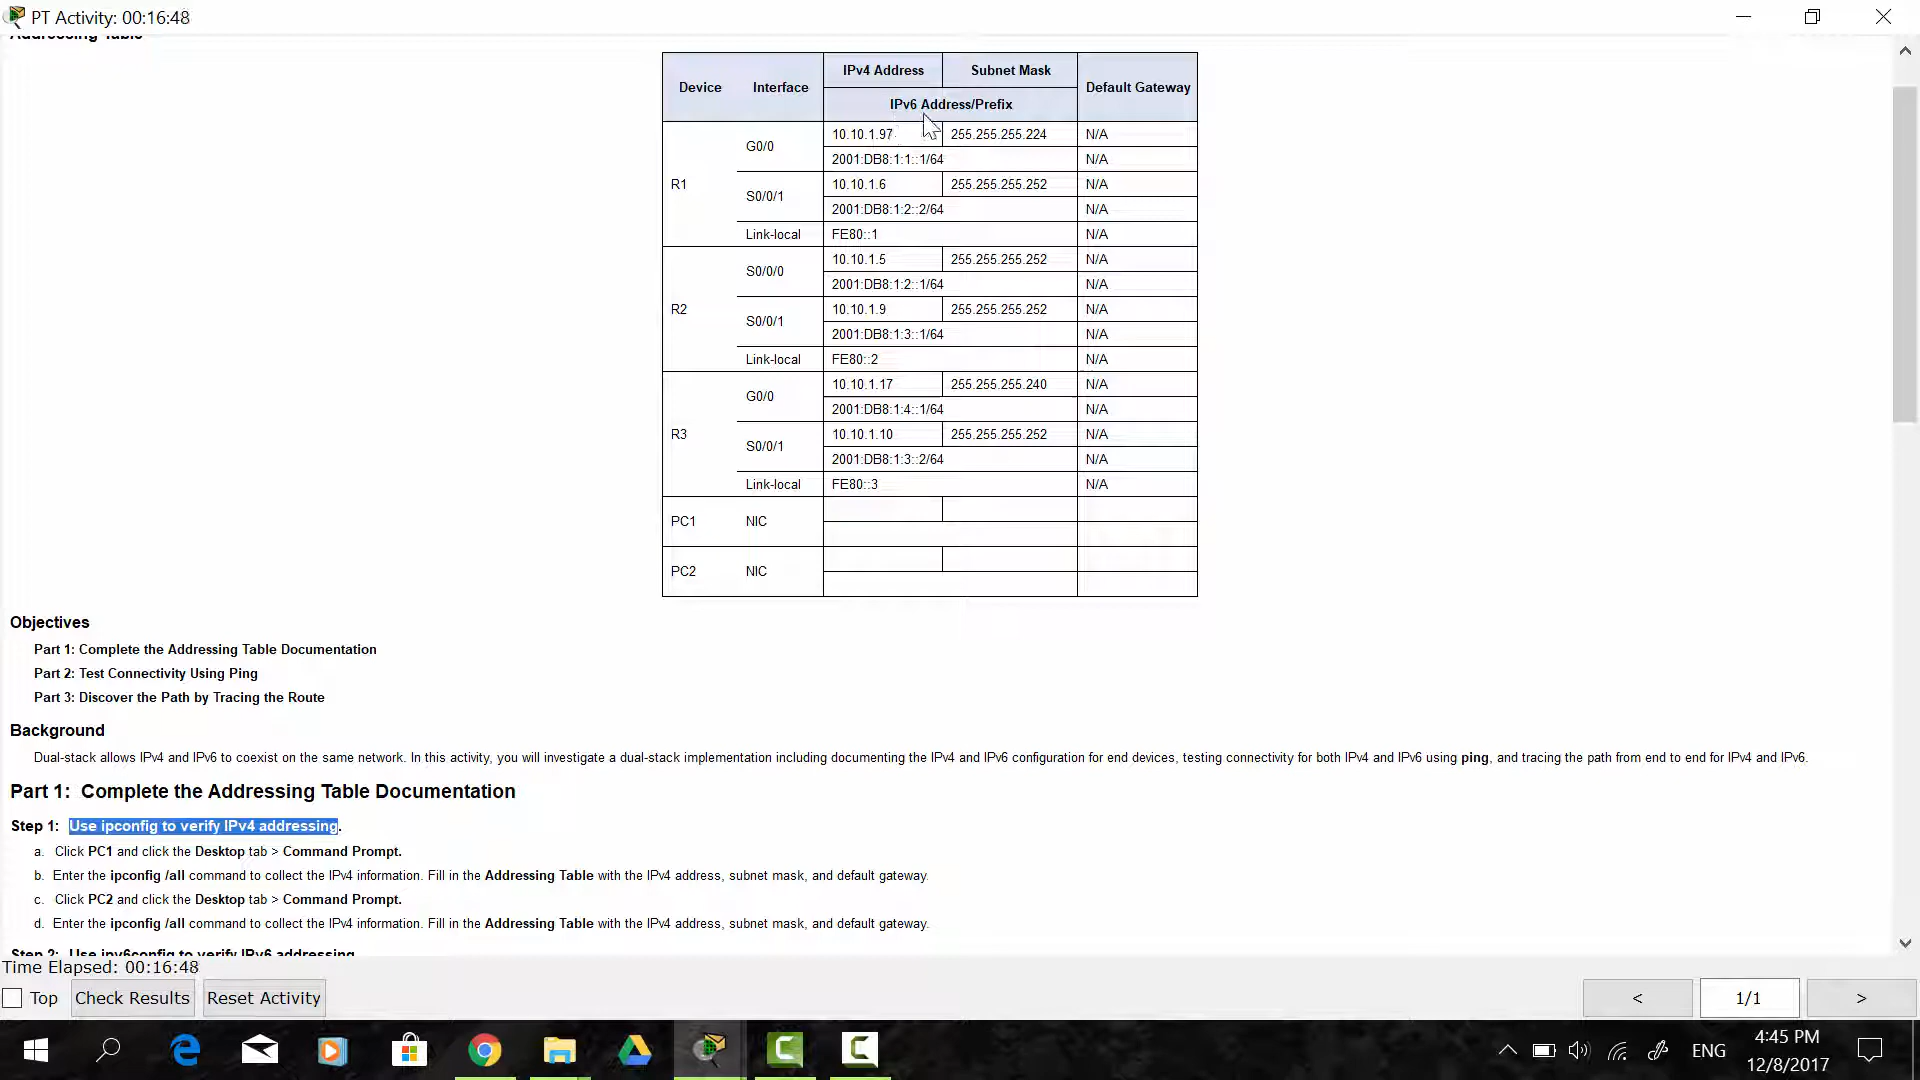 PT Activity: 00:16:48
Addressing Table
Device Interface IPv4 Address Subnet Mask Default Gateway
IPv6 Address/Prefix
R1 G0/0 10.10.1.97 255.255.255.224 N/A
2001:DB8:1:1::1/64 N/A
S0/0/1 10.10.1.6 255.255.255.252 N/A
2001:DB8:1:2::2/64 N/A
Link-local FE80::1 N/A
R2 S0/0/0 10.10.1.5 255.255.255.252 N/A
2001:DB8:1:2::1/64 N/A
S0/0/1 10.10.1.9 255.255.255.252 N/A
2001:DB8:1:3::1/64 N/A
Link-local FE80::2 N/A
R3 G0/0 10.10.1.17 255.255.255.240 N/A
2001:DB8:1:4::1/64 N/A
S0/0/1 10.10.1.10 255.255.255.252 N/A
2001:DB8:1:3::2/64 N/A
Link-local FE80::3 N/A
PC1 NIC
PC2 NIC
Objectives
Part 1: Complete the Addressing Table Documentation
Part 2: Test Connectivity Using Ping
Part 3: Discover the Path by Tracing the Route
Background
Dual-stack allows IPv4 and IPv6 to coexist on the same network. In this activity, you will investigate a dual-stack implementation including documenting the IPv4 and IPv6 configuration for end devices, testing connectivity for both IPv4 and IPv6 using ping, and tracing the path from end to end for IPv4 and IPv6.
Part 1: Complete the Addressing Table Documentation
Step 1: Use ipconfig to verify IPv4 addressing.
a. Click PC1 and click the Desktop tab > Command Prompt.
b. Enter the ipconfig /all command to collect the IPv4 information. Fill in the Addressing Table with the IPv4 address, subnet mask, and default gateway.
c. Click PC2 and click the Desktop tab > Command Prompt.
d. Enter the ipconfig /all command to collect the IPv4 information. Fill in the Addressing Table with the IPv4 address, subnet mask, and default gateway.
Step 2: Use ipv6config to verify IPv6 addressing.
Time Elapsed: 00:16:48
Top Check Results Reset Activity < 1/1 >
ENG 4:45 PM
12/8/2017